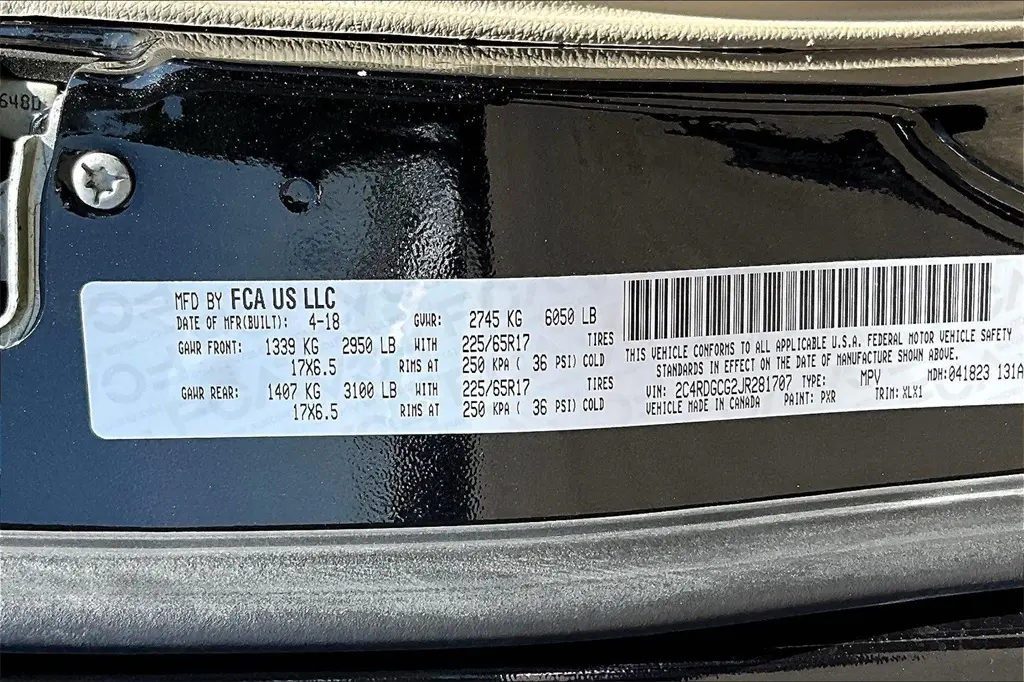 648D
MFD BY FCA US LLC
DATE OF MFR(BUILT): 4-18 GVWR: 2745 KG 6050 LB
GAWR FRONT: 1339 KG 2950 LB WITH 225/65R17 TIRES
17X6.5 RIMS AT 250 KPA ( 36 PSI) COLD
GAWR REAR: 1407 KG 3100 LB WITH 225/65R17 TIRES
17X6.5 RIMS AT 250 KPA ( 36 PSI) COLD
THIS VEHICLE CONFORMS TO ALL APPLICABLE U.S.A. FEDERAL MOTOR VEHICLE SAFETY
STANDARDS IN EFFECT ON THE DATE OF MANUFACTURE SHOWN ABOVE.
VIN: 2C4RDGCG2JR281707 TYPE: MPV MDH:041823 131A
VEHICLE MADE IN CANADA PAINT: PXR TRIM: XLX1